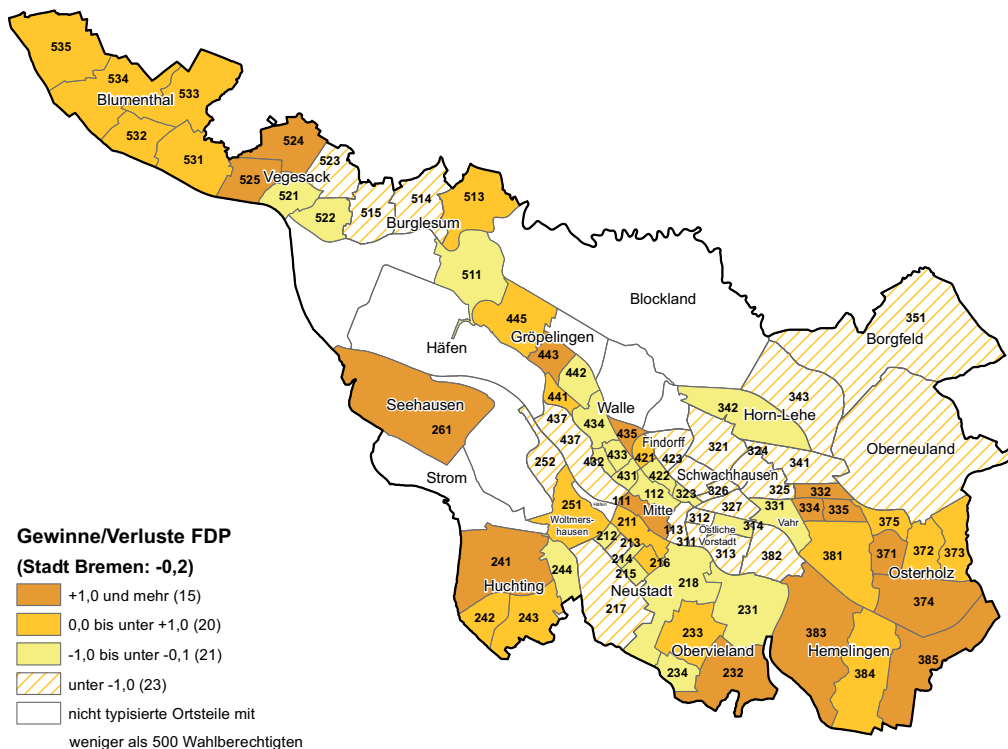 535
534
533
Blumenthal
532
531
524
523
525
Vegesack
521
522
515
514
513
Burglesum
511
Blockland
351
Borgfeld
445
Gröpelingen
Häfen
443
442
343
342
Horn-Lehe
Seehausen
261
441
Walle
437
434
435
Findorff
321
324
Oberneuland
437
433
421
423
341
252
432
431
422
Schwachhausen
Strom
326
325
332
112
323
327
331
334
335
251
Häfen
111
Mitte
312
Woltmers-
hausen
211
113
Östliche
Vorstadt
314
Vahr
375
212
213
311
313
382
381
371
372
373
241
244
214
216
Osterholz
Huchting
215
Neustadt
218
217
231
374
242
243
233
383
Obervieland
Hemelingen
385
234
232
384
Gewinne/Verluste FDP
(Stadt Bremen: -0,2)
+1,0 und mehr (15)
0,0 bis unter +1,0 (20)
-1,0 bis unter -0,1 (21)
unter -1,0 (23)
nicht typisierte Ortsteile mit
weniger als 500 Wahlberechtigten